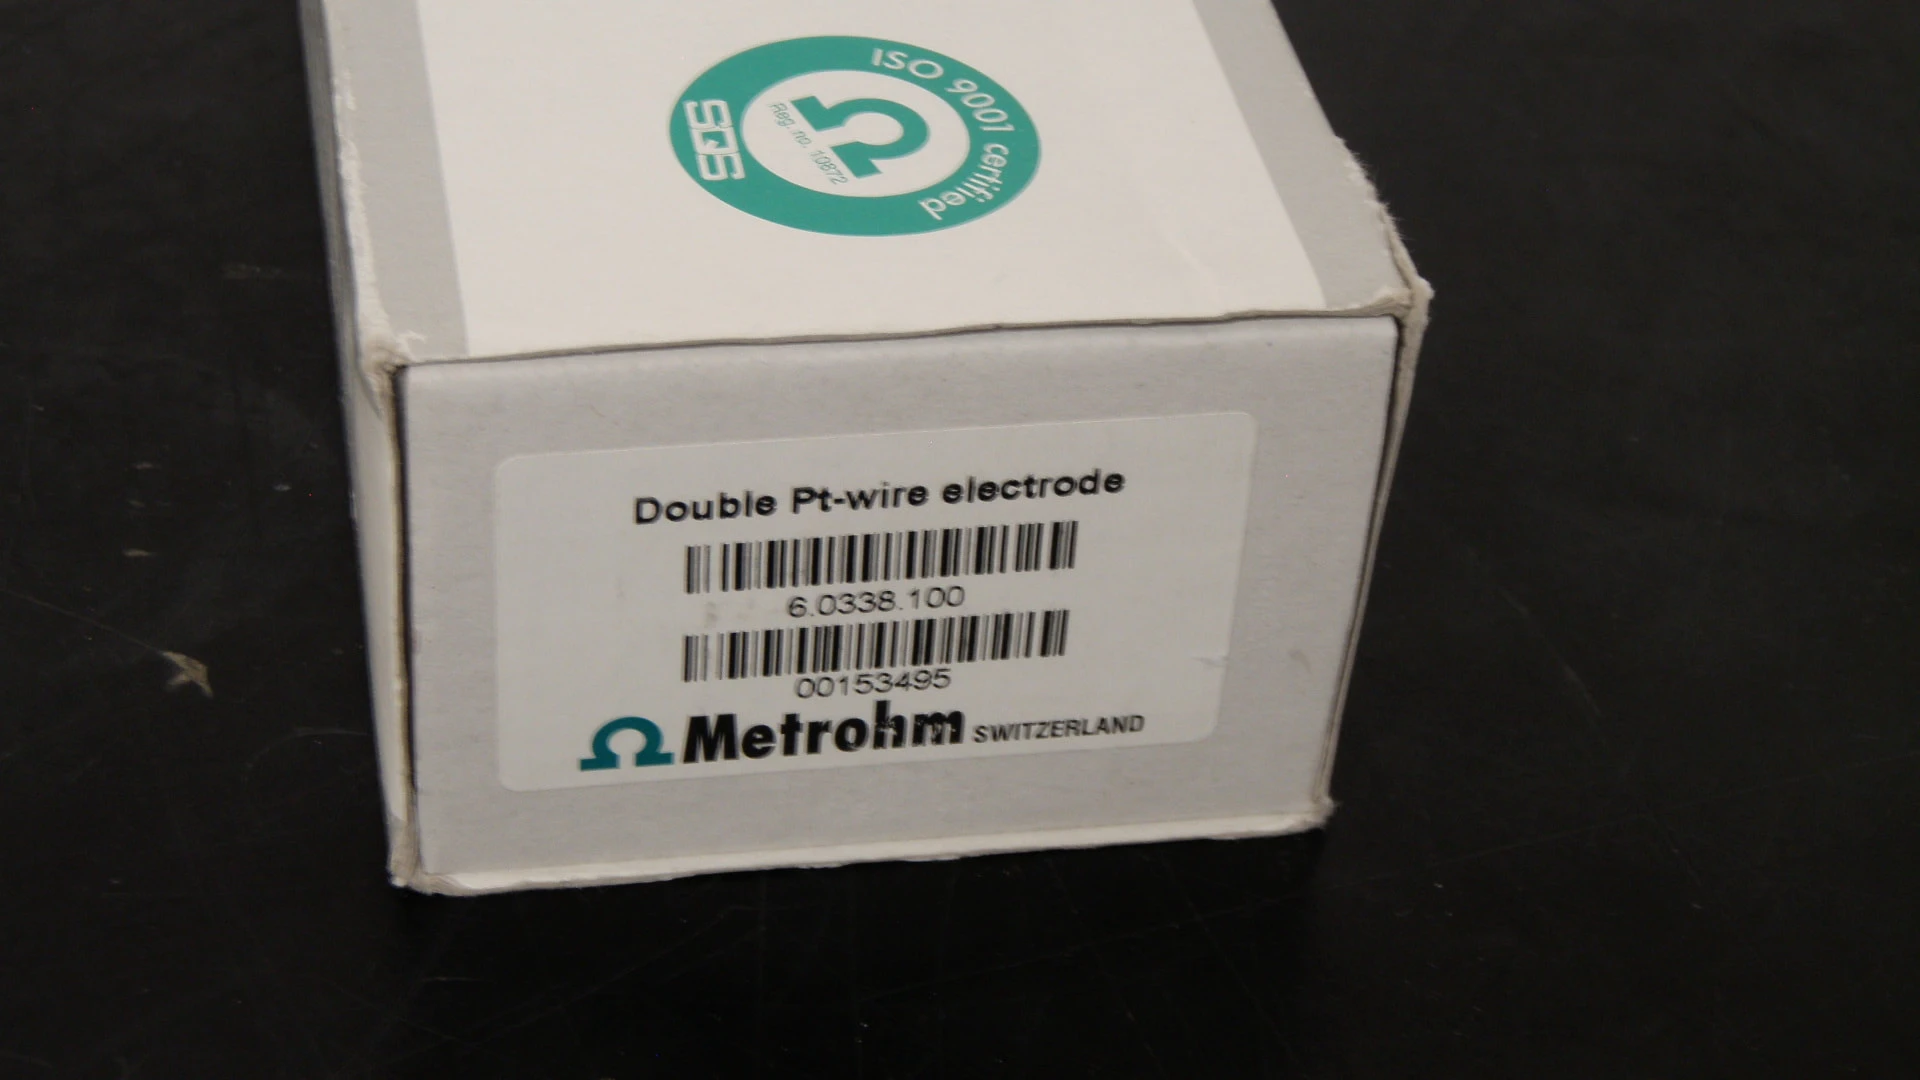 ISO 9001 certified
SQS
Reg. no. 10872
Double Pt-wire electrode
6.0338.100
00153495
Metrohm SWITZERLAND